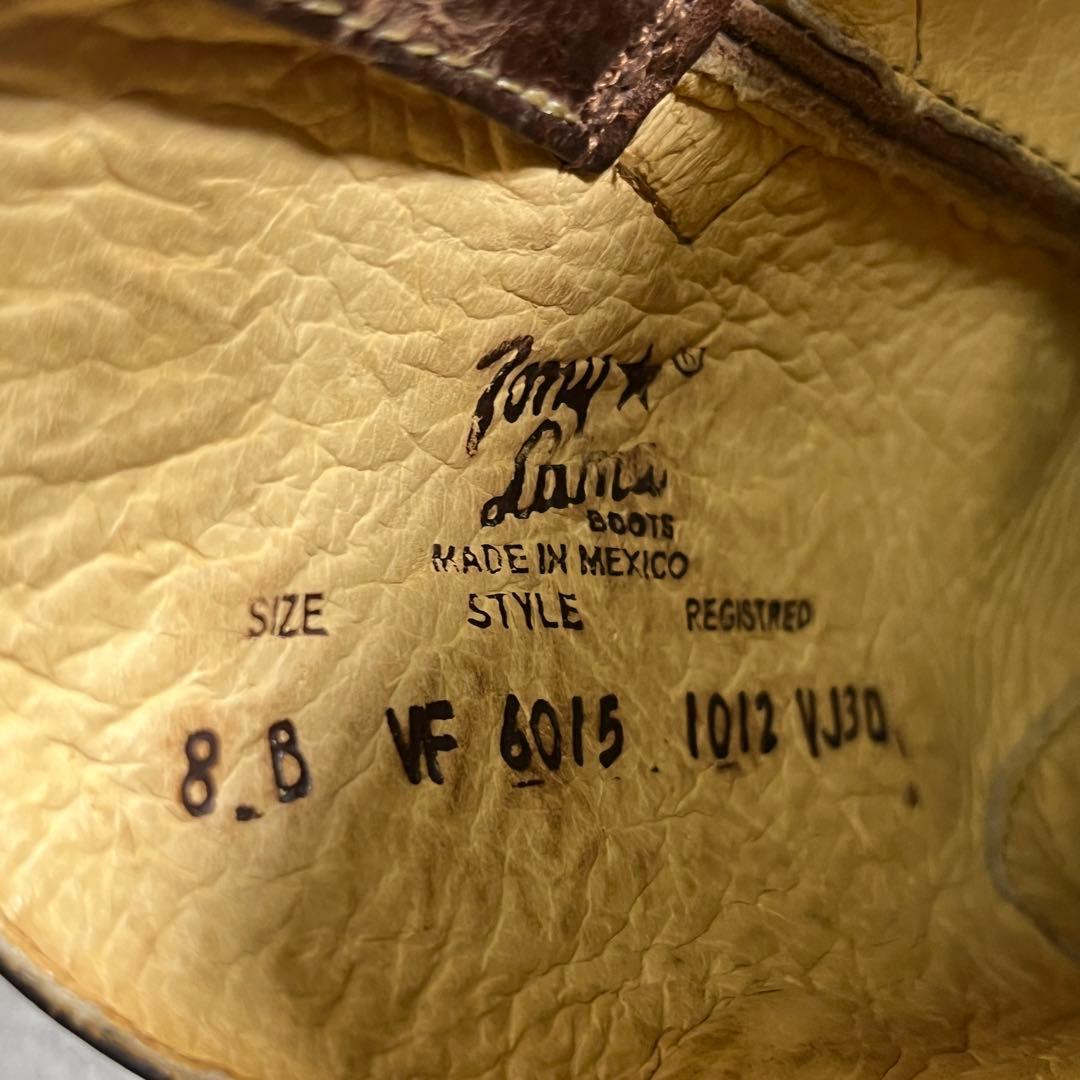 Tony ★ ®
Lama
BOOTS
MADE IN MEXICO
SIZE STYLE REGISTRED
8 B VF 6015 1012 VJ30